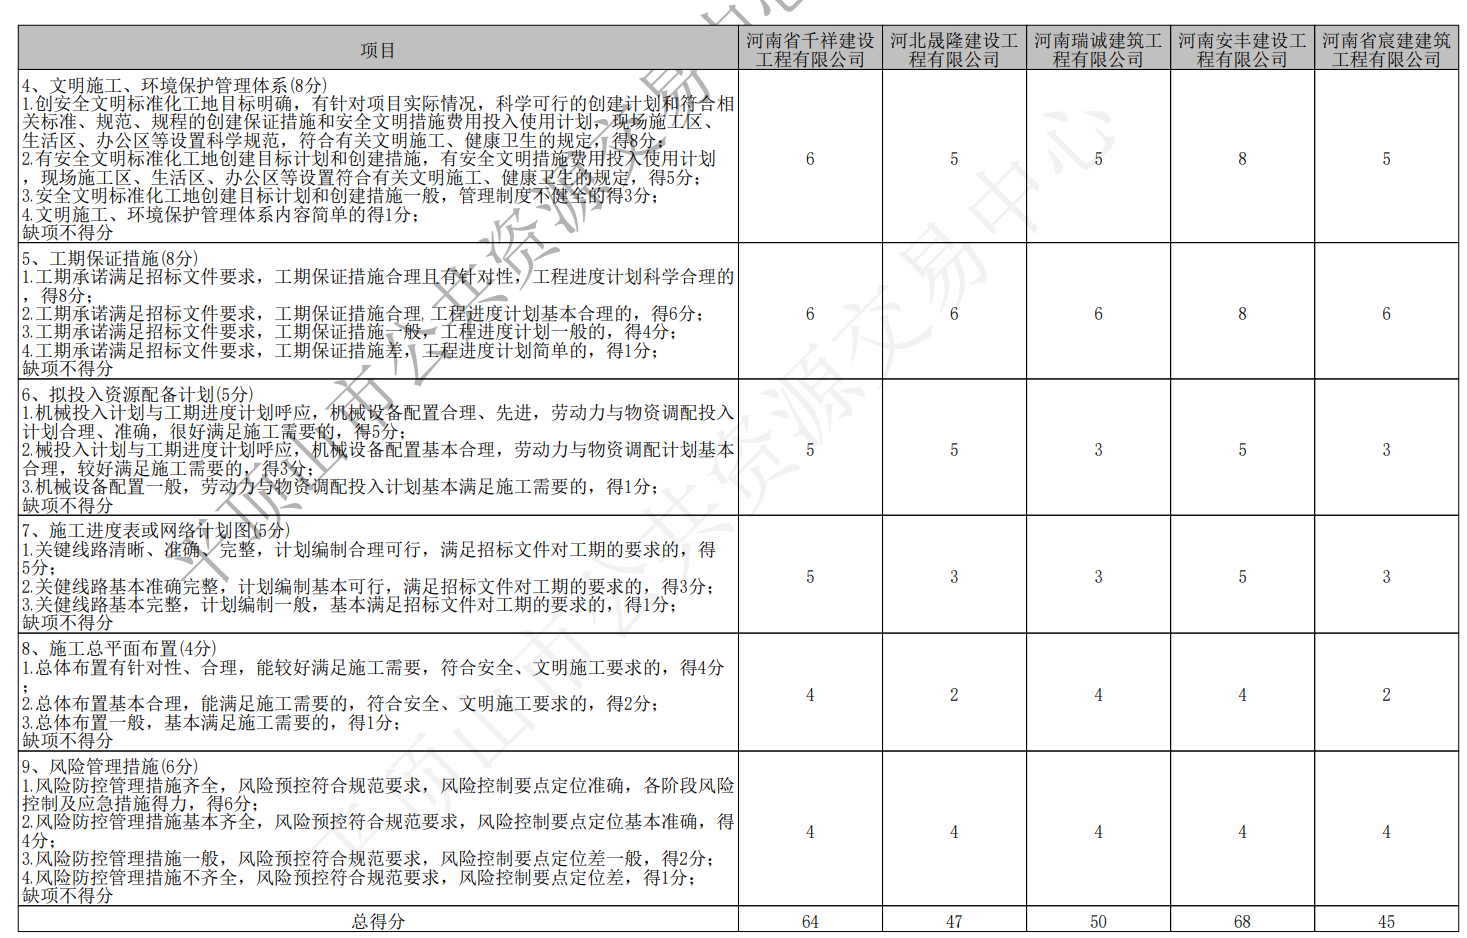 项目
河南省千祥建设工程有限公司
河北晟隆建设工程有限公司
河南瑞诚建筑工程有限公司
河南安丰建设工程有限公司
河南省宸建建筑工程有限公司
4、文明施工、环境保护管理体系(8分)
1.创安全文明标准化工地目标明确，有针对项目实际情况，科学可行的创建计划和符合相
关标准、规范、规程的创建保证措施和安全文明措施费用投入使用计划，现场施工区、
生活区、办公区等设置科学规范，符合有关文明施工、健康卫生的规定，得8分；
2.有安全文明标准化工地创建目标计划和创建措施，有安全文明措施费用投入使用计划
，现场施工区、生活区、办公区等设置符合有关文明施工、健康卫生的规定，得5分；
3.安全文明标准化工地创建目标计划和创建措施一般，管理制度不健全的得3分；
4.文明施工、环境保护管理体系内容简单的得1分；
缺项不得分
6 5 5 8 5
5、工期保证措施(8分)
1.工期承诺满足招标文件要求，工期保证措施合理且有针对性，工程进度计划科学合理的
，得8分；
2.工期承诺满足招标文件要求，工期保证措施合理,工程进度计划基本合理的，得6分；
3.工期承诺满足招标文件要求，工期保证措施一般，工程进度计划一般的，得4分；
4.工期承诺满足招标文件要求，工期保证措施差，工程进度计划简单的，得1分；
缺项不得分
6 6 6 8 6
6、拟投入资源配备计划(5分)
1.机械投入计划与工期进度计划呼应，机械设备配置合理、先进，劳动力与物资调配投入
计划合理、准确，很好满足施工需要的，得5分；
2.械投入计划与工期进度计划呼应，机械设备配置基本合理，劳动力与物资调配计划基本
合理，较好满足施工需要的，得3分；
3.机械设备配置一般，劳动力与物资调配投入计划基本满足施工需要的，得1分；
缺项不得分
5 5 3 5 3
7、施工进度表或网络计划图(5分)
1.关键线路清晰、准确、完整，计划编制合理可行，满足招标文件对工期的要求的，得
5分；
2.关健线路基本准确完整，计划编制基本可行，满足招标文件对工期的要求的，得3分；
3.关健线路基本完整，计划编制一般，基本满足招标文件对工期的要求的，得1分；
缺项不得分
5 3 3 5 3
8、施工总平面布置(4分)
1.总体布置有针对性、合理，能较好满足施工需要，符合安全、文明施工要求的，得4分
；
2.总体布置基本合理，能满足施工需要的，符合安全、文明施工要求的，得2分；
3.总体布置一般，基本满足施工需要的，得1分；
缺项不得分
4 2 4 4 2
9、风险管理措施(6分)
1.风险防控管理措施齐全，风险预控符合规范要求，风险控制要点定位准确，各阶段风险
控制及应急措施得力，得6分；
2.风险防控管理措施基本齐全，风险预控符合规范要求，风险控制要点定位基本准确，得
4分；
3.风险防控管理措施一般，风险预控符合规范要求，风险控制要点定位差一般，得2分；
4.风险防控管理措施不齐全，风险预控符合规范要求，风险控制要点定位差，得1分；
缺项不得分
4 4 4 4 4
总得分 64 47 50 68 45
平顶山市公共资源交易中心
平顶山市公共资源交易中心